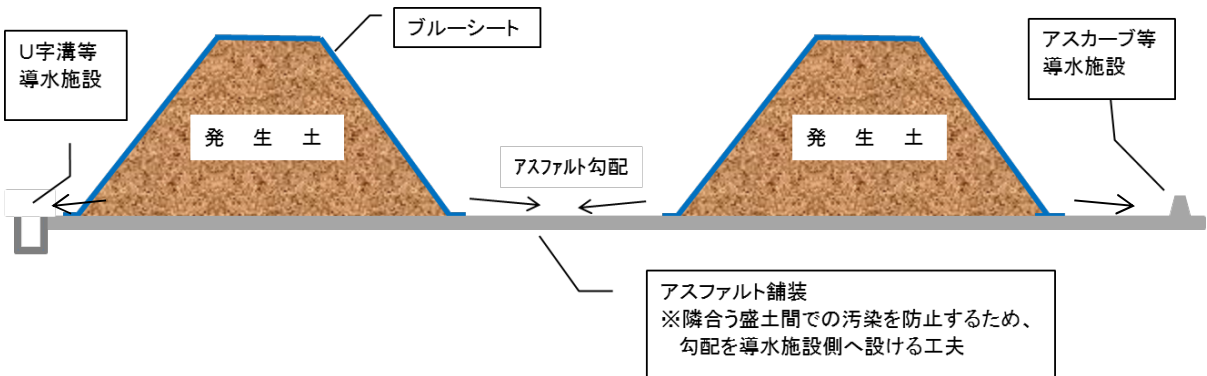 U字溝等
導水施設
ブルーシート
アスカーブ等
導水施設
発 生 土
発 生 土
アスファルト勾配
アスファルト舗装
※隣合う盛土間での汚染を防止するため、
勾配を導水施設側へ設ける工夫